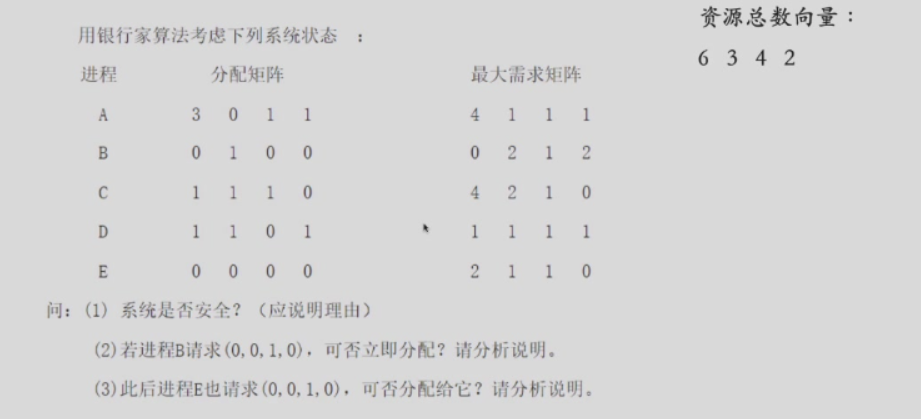 资源总数向量：
6 3 4 2
用银行家算法考虑下列系统状态 ：
进程 分配矩阵 最大需求矩阵
A 3 0 1 1 4 1 1 1
B 0 1 0 0 0 2 1 2
C 1 1 1 0 4 2 1 0
D 1 1 0 1 1 1 1 1
E 0 0 0 0 2 1 1 0
问：(1) 系统是否安全？（应说明理由）
(2)若进程B请求(0,0,1,0)，可否立即分配？请分析说明。
(3)此后进程E也请求(0,0,1,0)，可否分配给它？请分析说明。